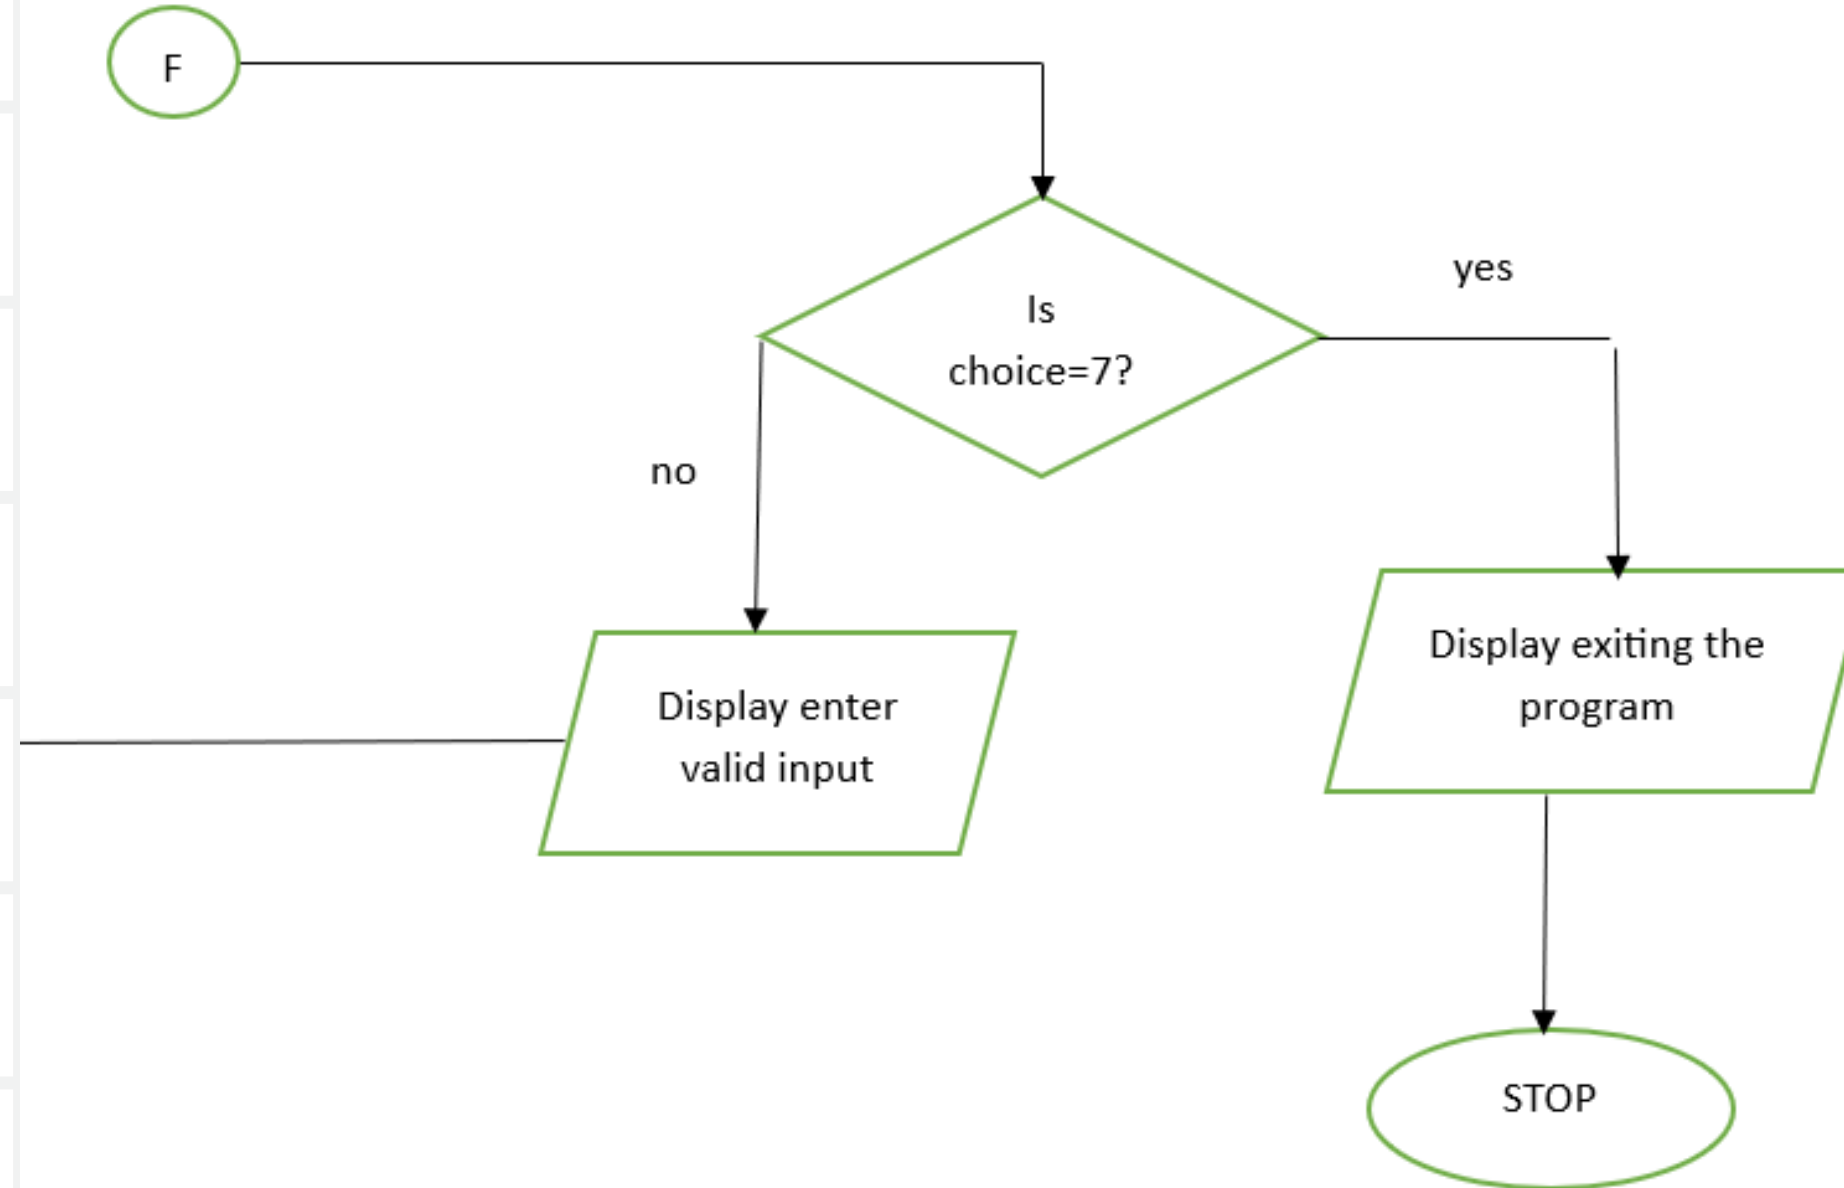 F
yes
Is
choice=7?
no
Display exiting the
program
Display enter
valid input
STOP